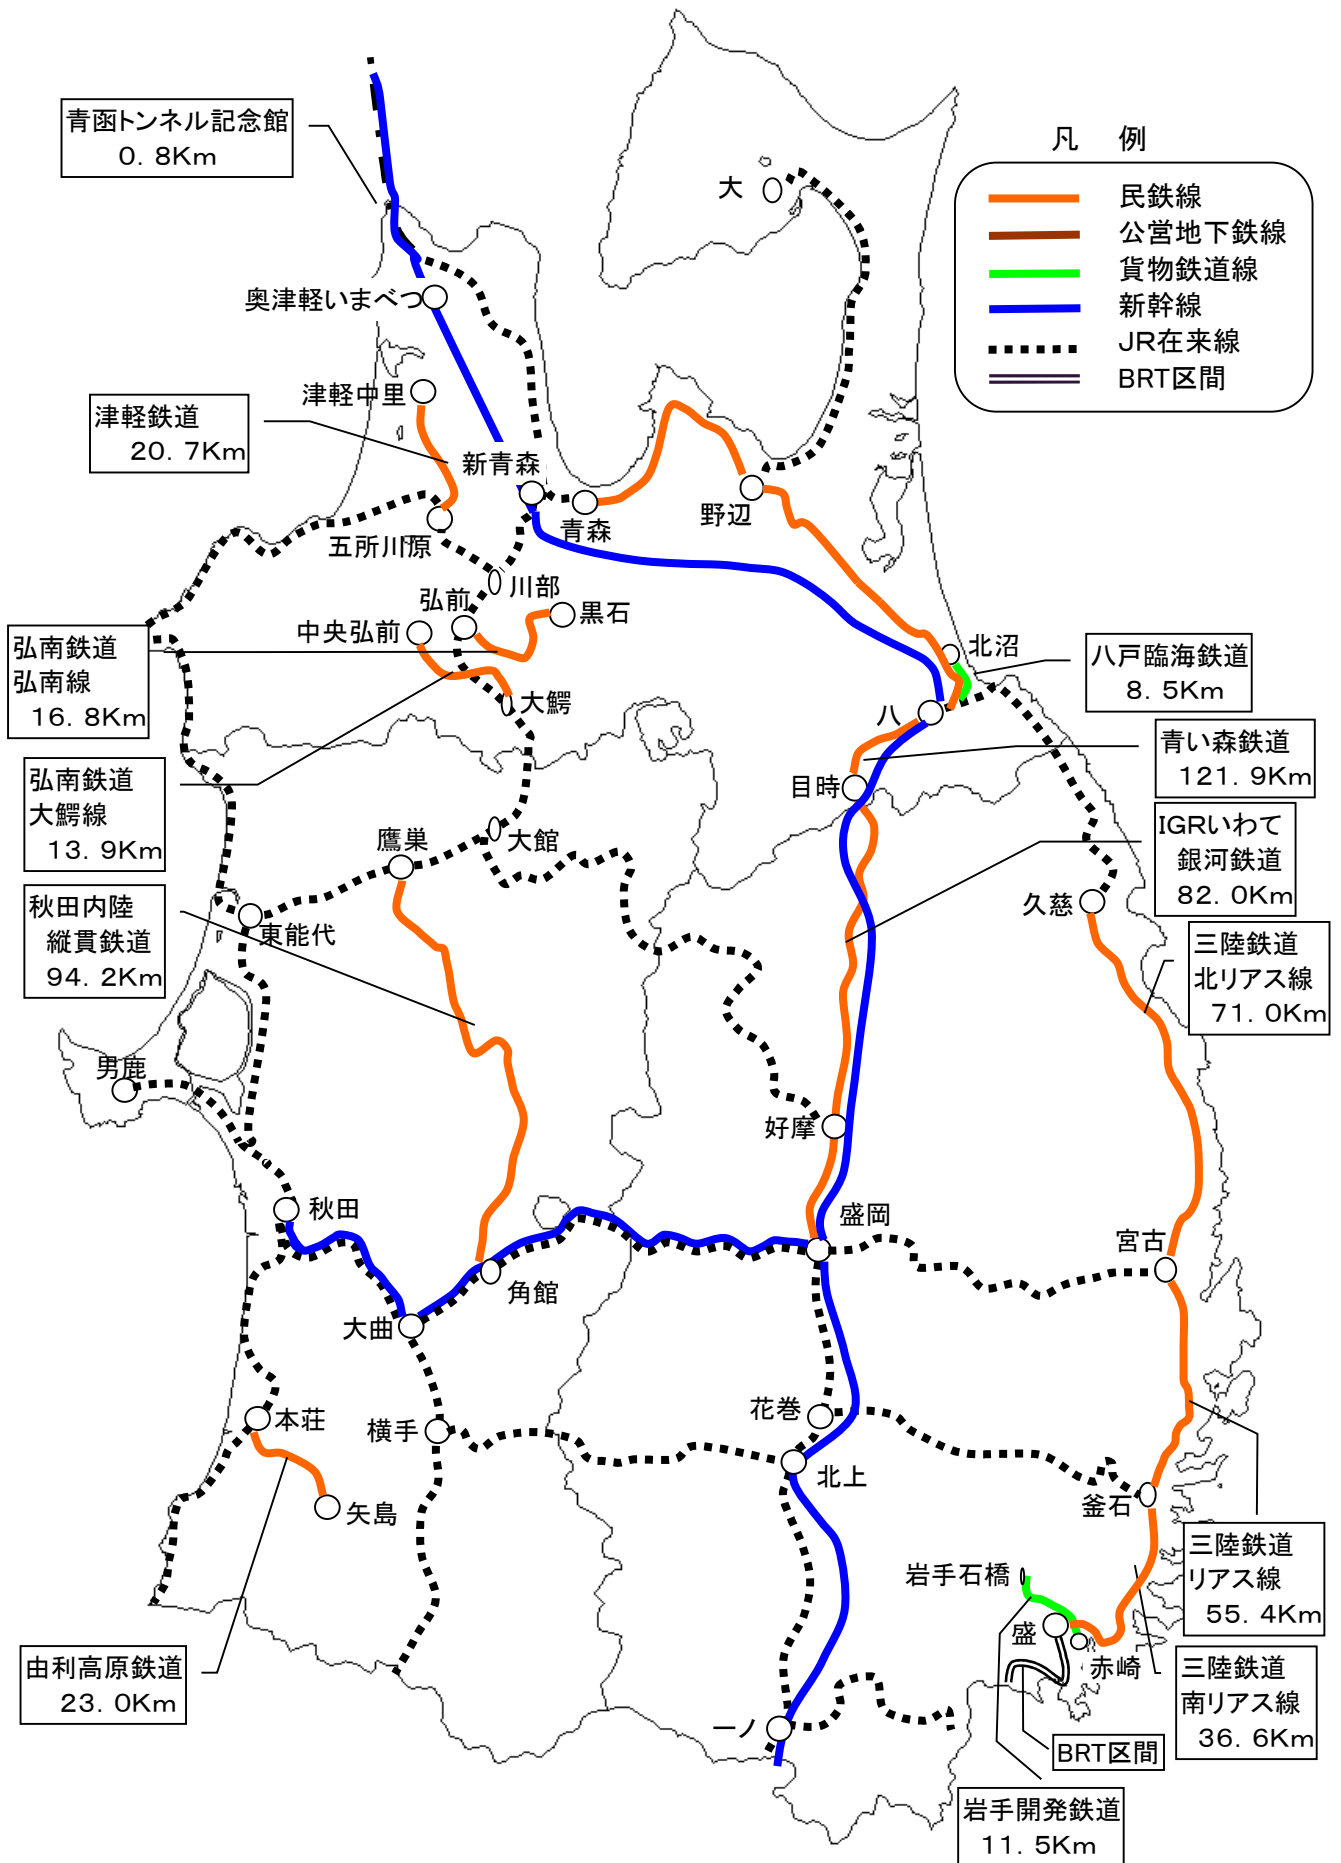 青函トンネル記念館
0. 8Km
凡 例
民鉄線
公営地下鉄線
貨物鉄道線
新幹線
JR在来線
BRT区間
大
奥津軽いまべつ
津軽中里
津軽鉄道
20. 7Km
新青森
青森
野辺
五所川原
川部
弘前
黒石
中央弘前
弘南鉄道
弘南線
16. 8Km
大鰐
北沼
八戸臨海鉄道
8. 5Km
八
青い森鉄道
121. 9Km
目時
弘南鉄道
大鰐線
13. 9Km
IGRいわて
銀河鉄道
82. 0Km
鷹巣
大館
秋田内陸
縦貫鉄道
94. 2Km
東能代
久慈
三陸鉄道
北リアス線
71. 0Km
男鹿
好摩
秋田
盛岡
宮古
角館
大曲
本荘
横手
花巻
北上
矢島
釜石
三陸鉄道
リアス線
55. 4Km
岩手石橋
盛
赤崎
由利高原鉄道
23. 0Km
三陸鉄道
南リアス線
36. 6Km
一ノ
BRT区間
岩手開発鉄道
11. 5Km